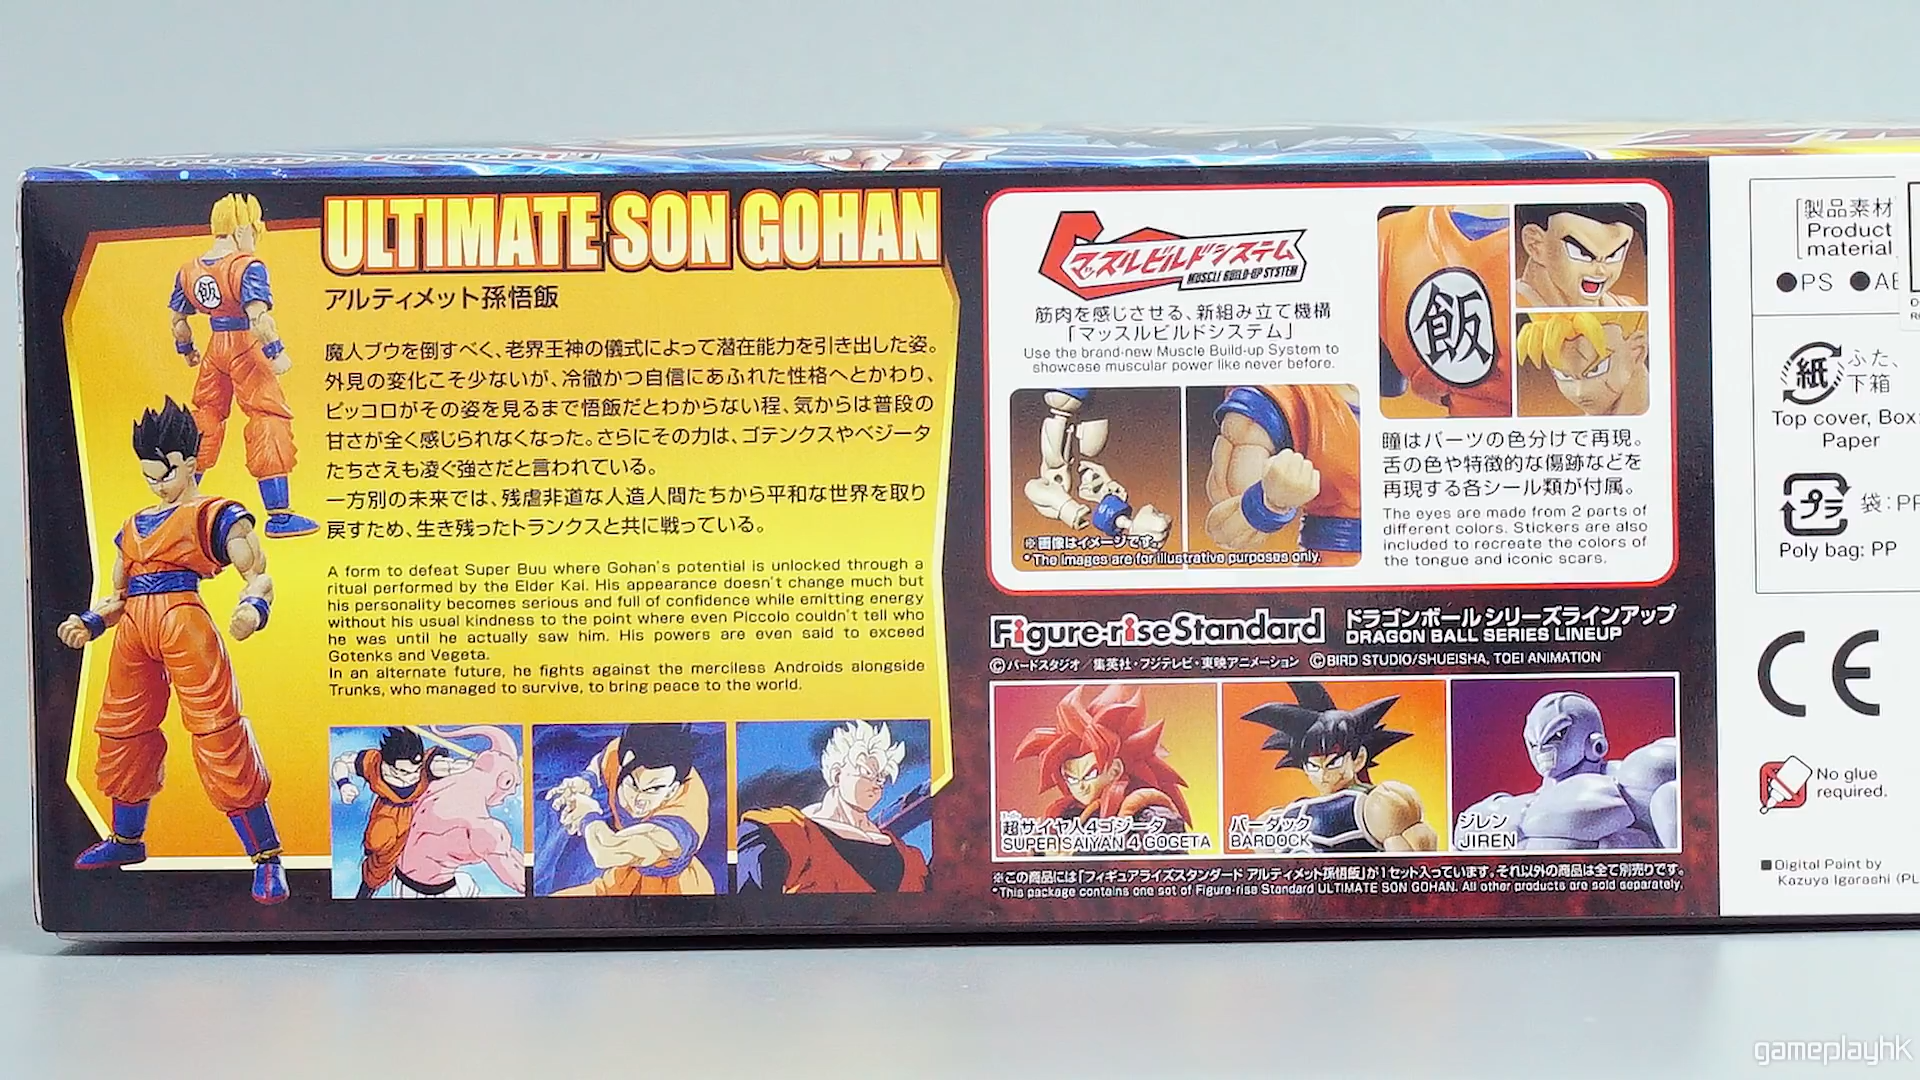 ULTIMATE SON GOHAN
アルティメット孫悟飯
魔人ブウを倒すべく、老界王神の儀式によって潜在能力を引き出した姿。
外見の変化こそ少ないが、冷徹かつ自信にあふれた性格へとかわり、
ピッコロがその姿を見るまで悟飯だとわからない程、気からは普段の
甘さが全く感じられなくなった。さらにその力は、ゴテンクスやベジータ
たちさえも凌ぐ強さだと言われている。
一方別の未来では、残虐非道な人造人間たちから平和な世界を取り
戻すため、生き残ったトランクスと共に戦っている。
A form to defeat Super Buu where Gohan's potential is unlocked through a
ritual performed by the Elder Kai. His appearance doesn't change much but
his personality becomes serious and full of confidence while emitting energy
without his usual kindness to the point where even Piccolo couldn't tell who
he was until he actually saw him. His powers are even said to exceed
Gotenks and Vegeta.
In an alternate future, he fights against the merciless Androids alongside
Trunks, who managed to survive, to bring peace to the world.
飯
マッスルビルドシステム
MUSCLE BUILD-UP SYSTEM
筋肉を感じさせる、新組み立て機構
「マッスルビルドシステム」
Use the brand-new Muscle Build-up System to
showcase muscular power like never before.
※画像はイメージです。
*The images are for illustrative purposes only.
飯
瞳はパーツの色分けで再現。
舌の色や特徴的な傷跡などを
再現する各シール類が付属。
The eyes are made from 2 parts of
different colors. Stickers are also
included to recreate the colors of
the tongue and iconic scars.
Figure-rise Standard
ドラゴンボールシリーズラインアップ
DRAGON BALL SERIES LINEUP
©バードスタジオ/集英社・フジテレビ・東映アニメーション ©BIRD STUDIO/SHUEISHA, TOEI ANIMATION
超サイヤ人4ゴジータ
SUPER SAIYAN 4 GOGETA
バーダック
BARDOCK
ジレン
JIREN
※この商品には「フィギュアライズスタンダード アルティメット孫悟飯」が1セット入っています。それ以外の商品は全て別売りです。
*This package contains one set of Figure-rise Standard ULTIMATE SON GOHAN. All other products are sold separately.
製品素材
Product
material
●PS ●AB
紙
ふた、
下箱
Top cover, Box:
Paper
プラ
袋:PP
Poly bag: PP
CE
No glue
required.
■Digital Paint by
Kazuya Igarashi (PL
gameplayhk